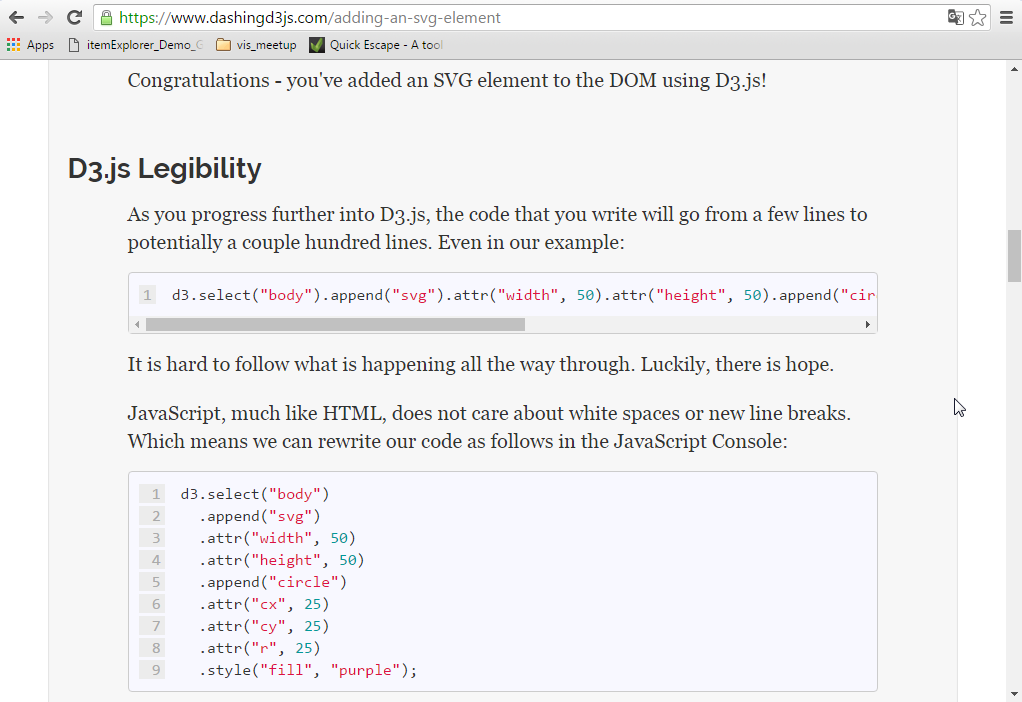 https://www.dashingd3js.com/adding-an-svg-element
Apps itemExplorer_Demo_G vis_meetup Quick Escape - A tool
Congratulations - you've added an SVG element to the DOM using D3.js!
D3.js Legibility
As you progress further into D3.js, the code that you write will go from a few lines to
potentially a couple hundred lines. Even in our example:
1 d3.select("body").append("svg").attr("width", 50).attr("height", 50).append("cir
It is hard to follow what is happening all the way through. Luckily, there is hope.
JavaScript, much like HTML, does not care about white spaces or new line breaks.
Which means we can rewrite our code as follows in the JavaScript Console:
1 d3.select("body")
2 .append("svg")
3 .attr("width", 50)
4 .attr("height", 50)
5 .append("circle")
6 .attr("cx", 25)
7 .attr("cy", 25)
8 .attr("r", 25)
9 .style("fill", "purple");